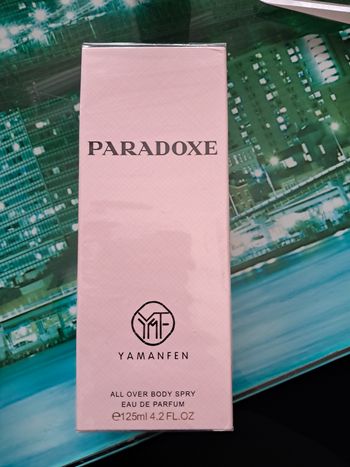 PARADOXE
YMF
YAMANFEN
ALL OVER BODY SPRY
EAU DE PARFUM
℮125ml 4.2 FL.OZ